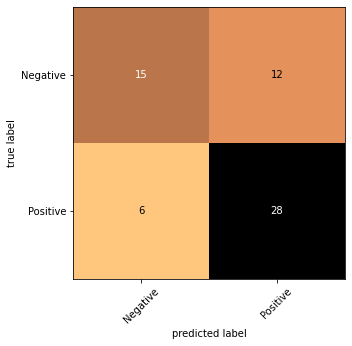 Negative
15
12
Positive
6
28
Negative
Positive
true label
predicted label